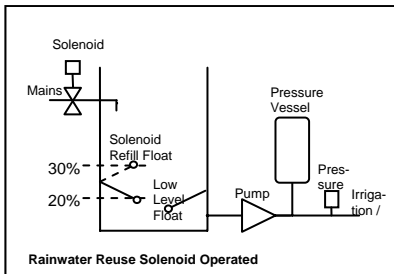 Solenoid
Mains
Pressure
Vessel
Solenoid
Refill Float
30%
20%
Low
Level
Float
Pump
Pres-
sure
Irriga-
tion /
Rainwater Reuse Solenoid Operated